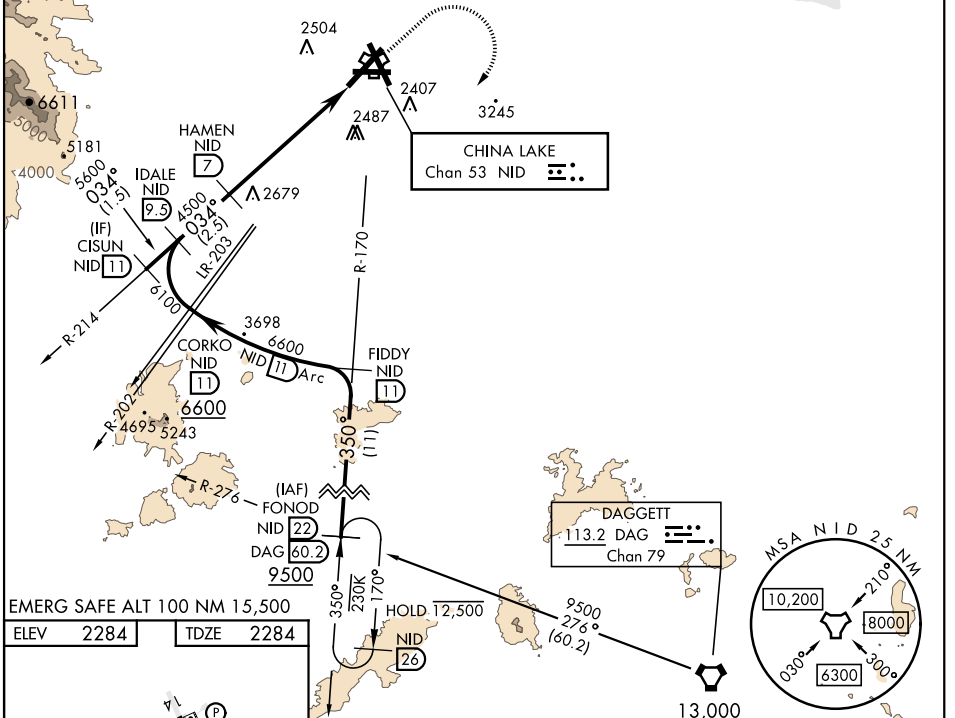 2504
6611
5000
2407
3245
2487
HAMEN
NID
7
5181
4000
CHINA LAKE
Chan 53 NID
5600
034°
(1.5)
IDALE
NID
9.5
2679
4500
034°
(2.5)
(IF)
CISUN
NID 11
LR-203
R-170
6100
R-214
3698
6600
NID 11 Arc
CORKO
NID
11
6600
FIDDY
NID
11
R-202
4695
5243
350°
(11)
R-276
(IAF)
FONOD
NID 22
DAG 60.2
9500
DAGGETT
113.2 DAG
Chan 79
MSA NID 25 NM
210°
10,200
8000
030°
300°
6300
350°
230K
170°
HOLD 12,500
NID
26
9500
276°
(60.2)
13,000
EMERG SAFE ALT 100 NM 15,500
ELEV 2284
TDZE 2284
14
P